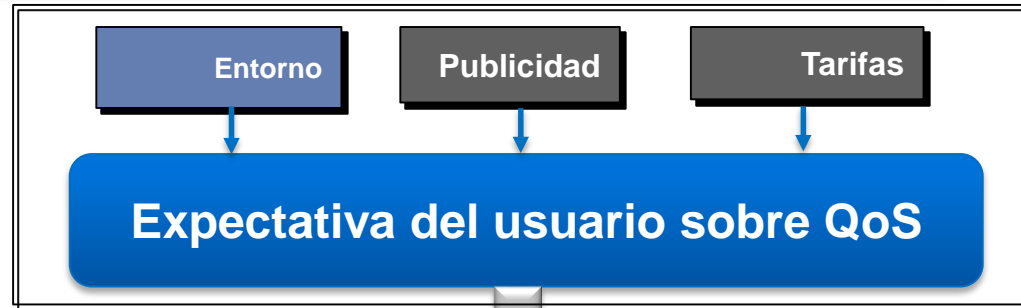 Entorno
Publicidad
Tarifas
Expectativa del usuario sobre QoS